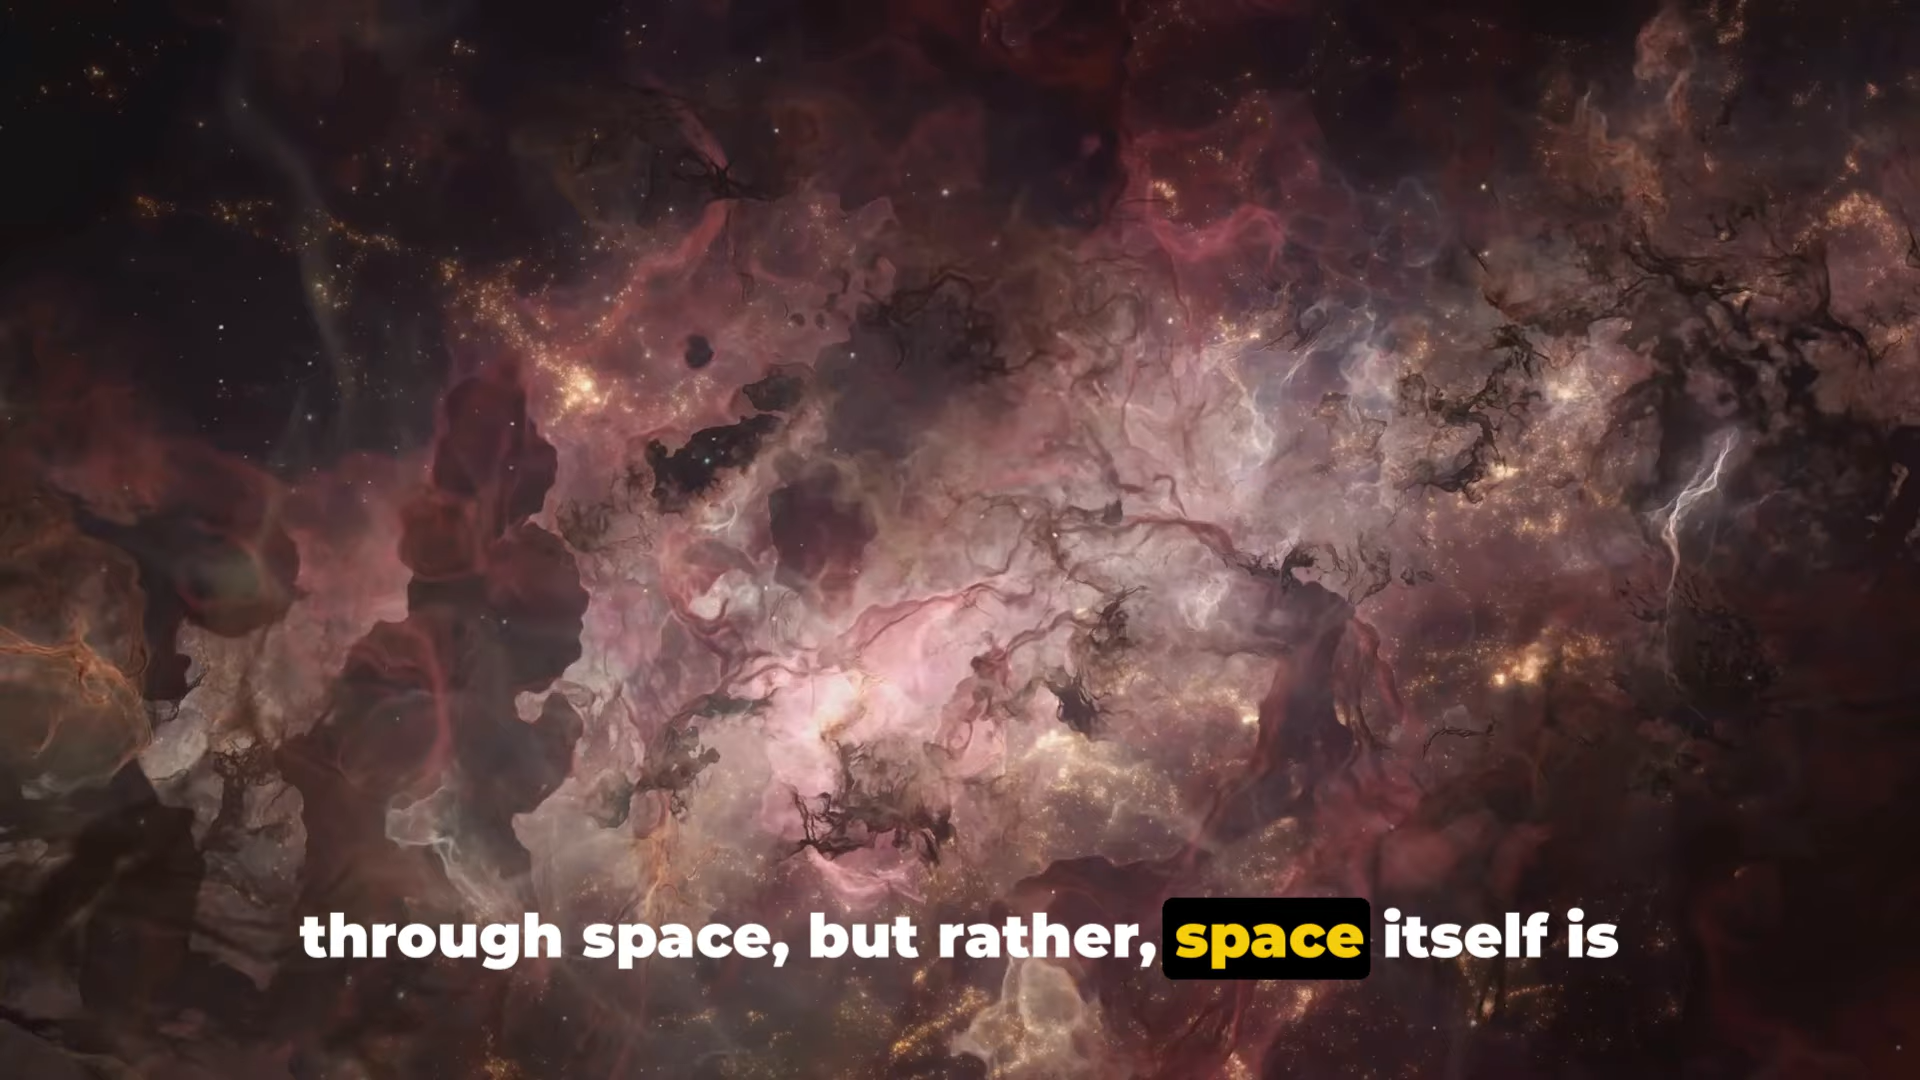 through space, but rather, space itself is